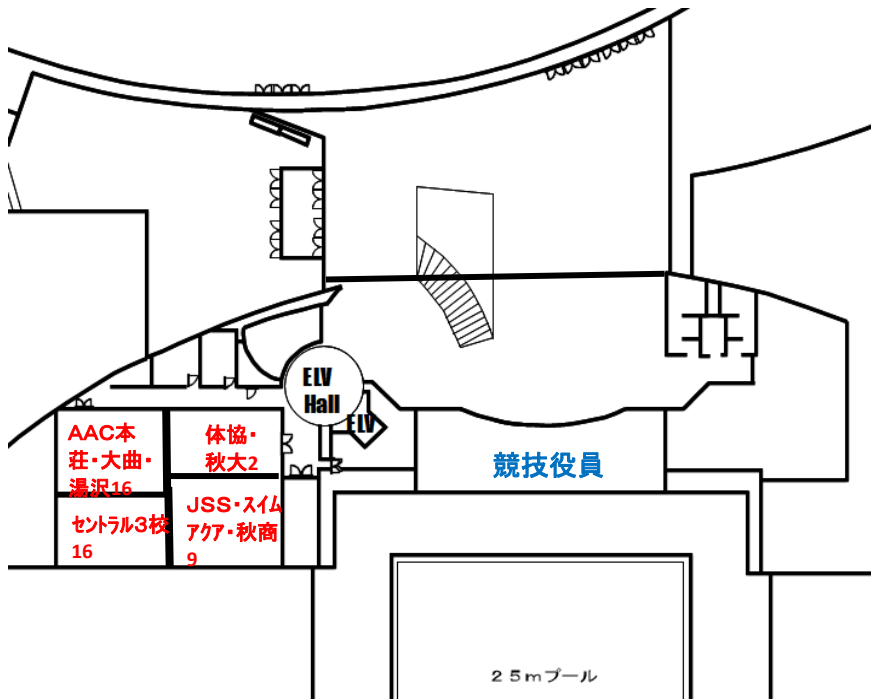 ELV
Hall
ELV
AAC本
荘・大曲・
湯沢16
体協・
秋大2
セントラル3校
16
JSS・スイム
アクア・秋商
9
競技役員
25mプール